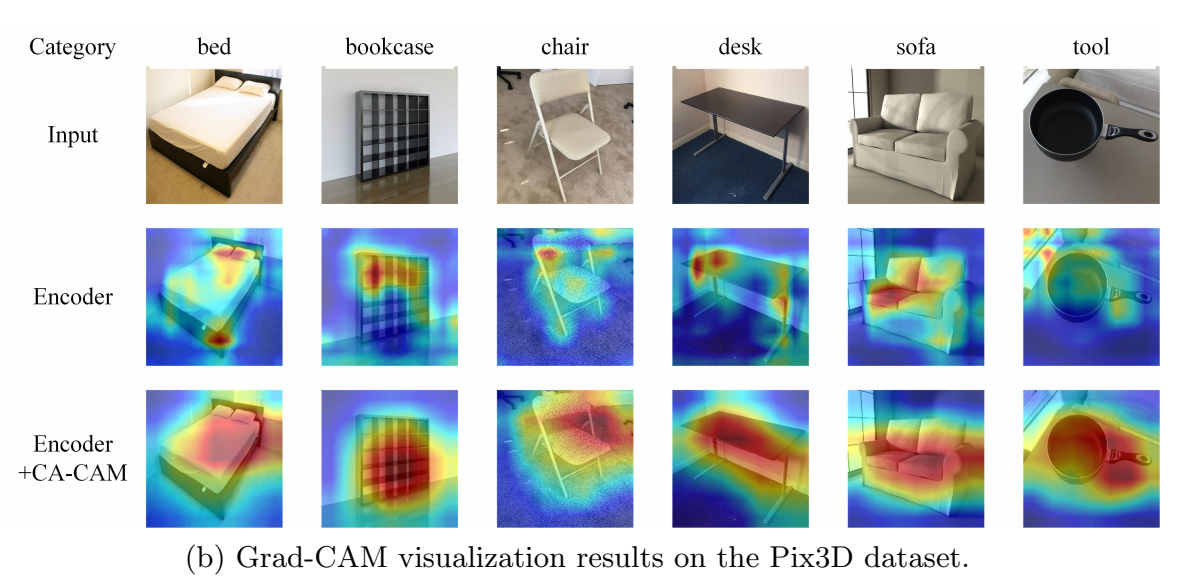 Category bed bookcase chair desk sofa tool
Input
Encoder
Encoder
+CA-CAM
(b) Grad-CAM visualization results on the Pix3D dataset.